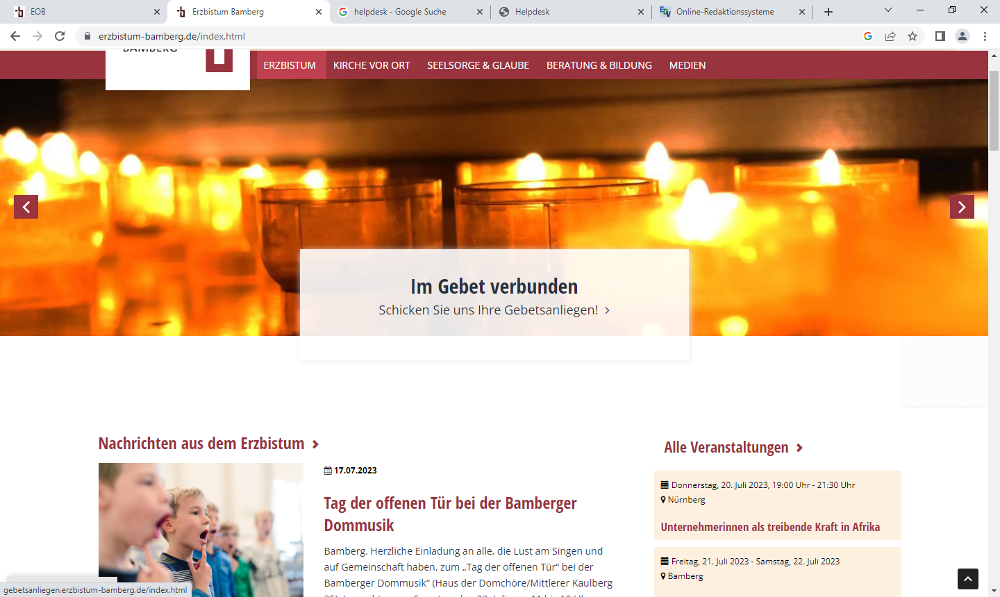 EOB
Erzbistum Bamberg
helpdesk - Google Suche
Helpdesk
Online-Redaktionssysteme
erzbistum-bamberg.de/index.html
BAMBERG
ERZBISTUM
KIRCHE VOR ORT
SEELSORGE & GLAUBE
BERATUNG & BILDUNG
MEDIEN
Im Gebet verbunden
Schicken Sie uns Ihre Gebetsanliegen!
Nachrichten aus dem Erzbistum
17.07.2023
Tag der offenen Tür bei der Bamberger
Dommusik
Bamberg. Herzliche Einladung an alle, die Lust am Singen und
auf Gemeinschaft haben, zum „Tag der offenen Tür“ bei der
Bamberger Dommusik“ (Haus der Domchöre/Mittlerer Kaulberg
Alle Veranstaltungen
Donnerstag, 20. Juli 2023, 19:00 Uhr - 21:30 Uhr
Nürnberg
Unternehmerinnen als treibende Kraft in Afrika
Freitag, 21. Juli 2023 - Samstag, 22. Juli 2023
Bamberg
gebetsanliegen.erzbistum-bamberg.de/index.html